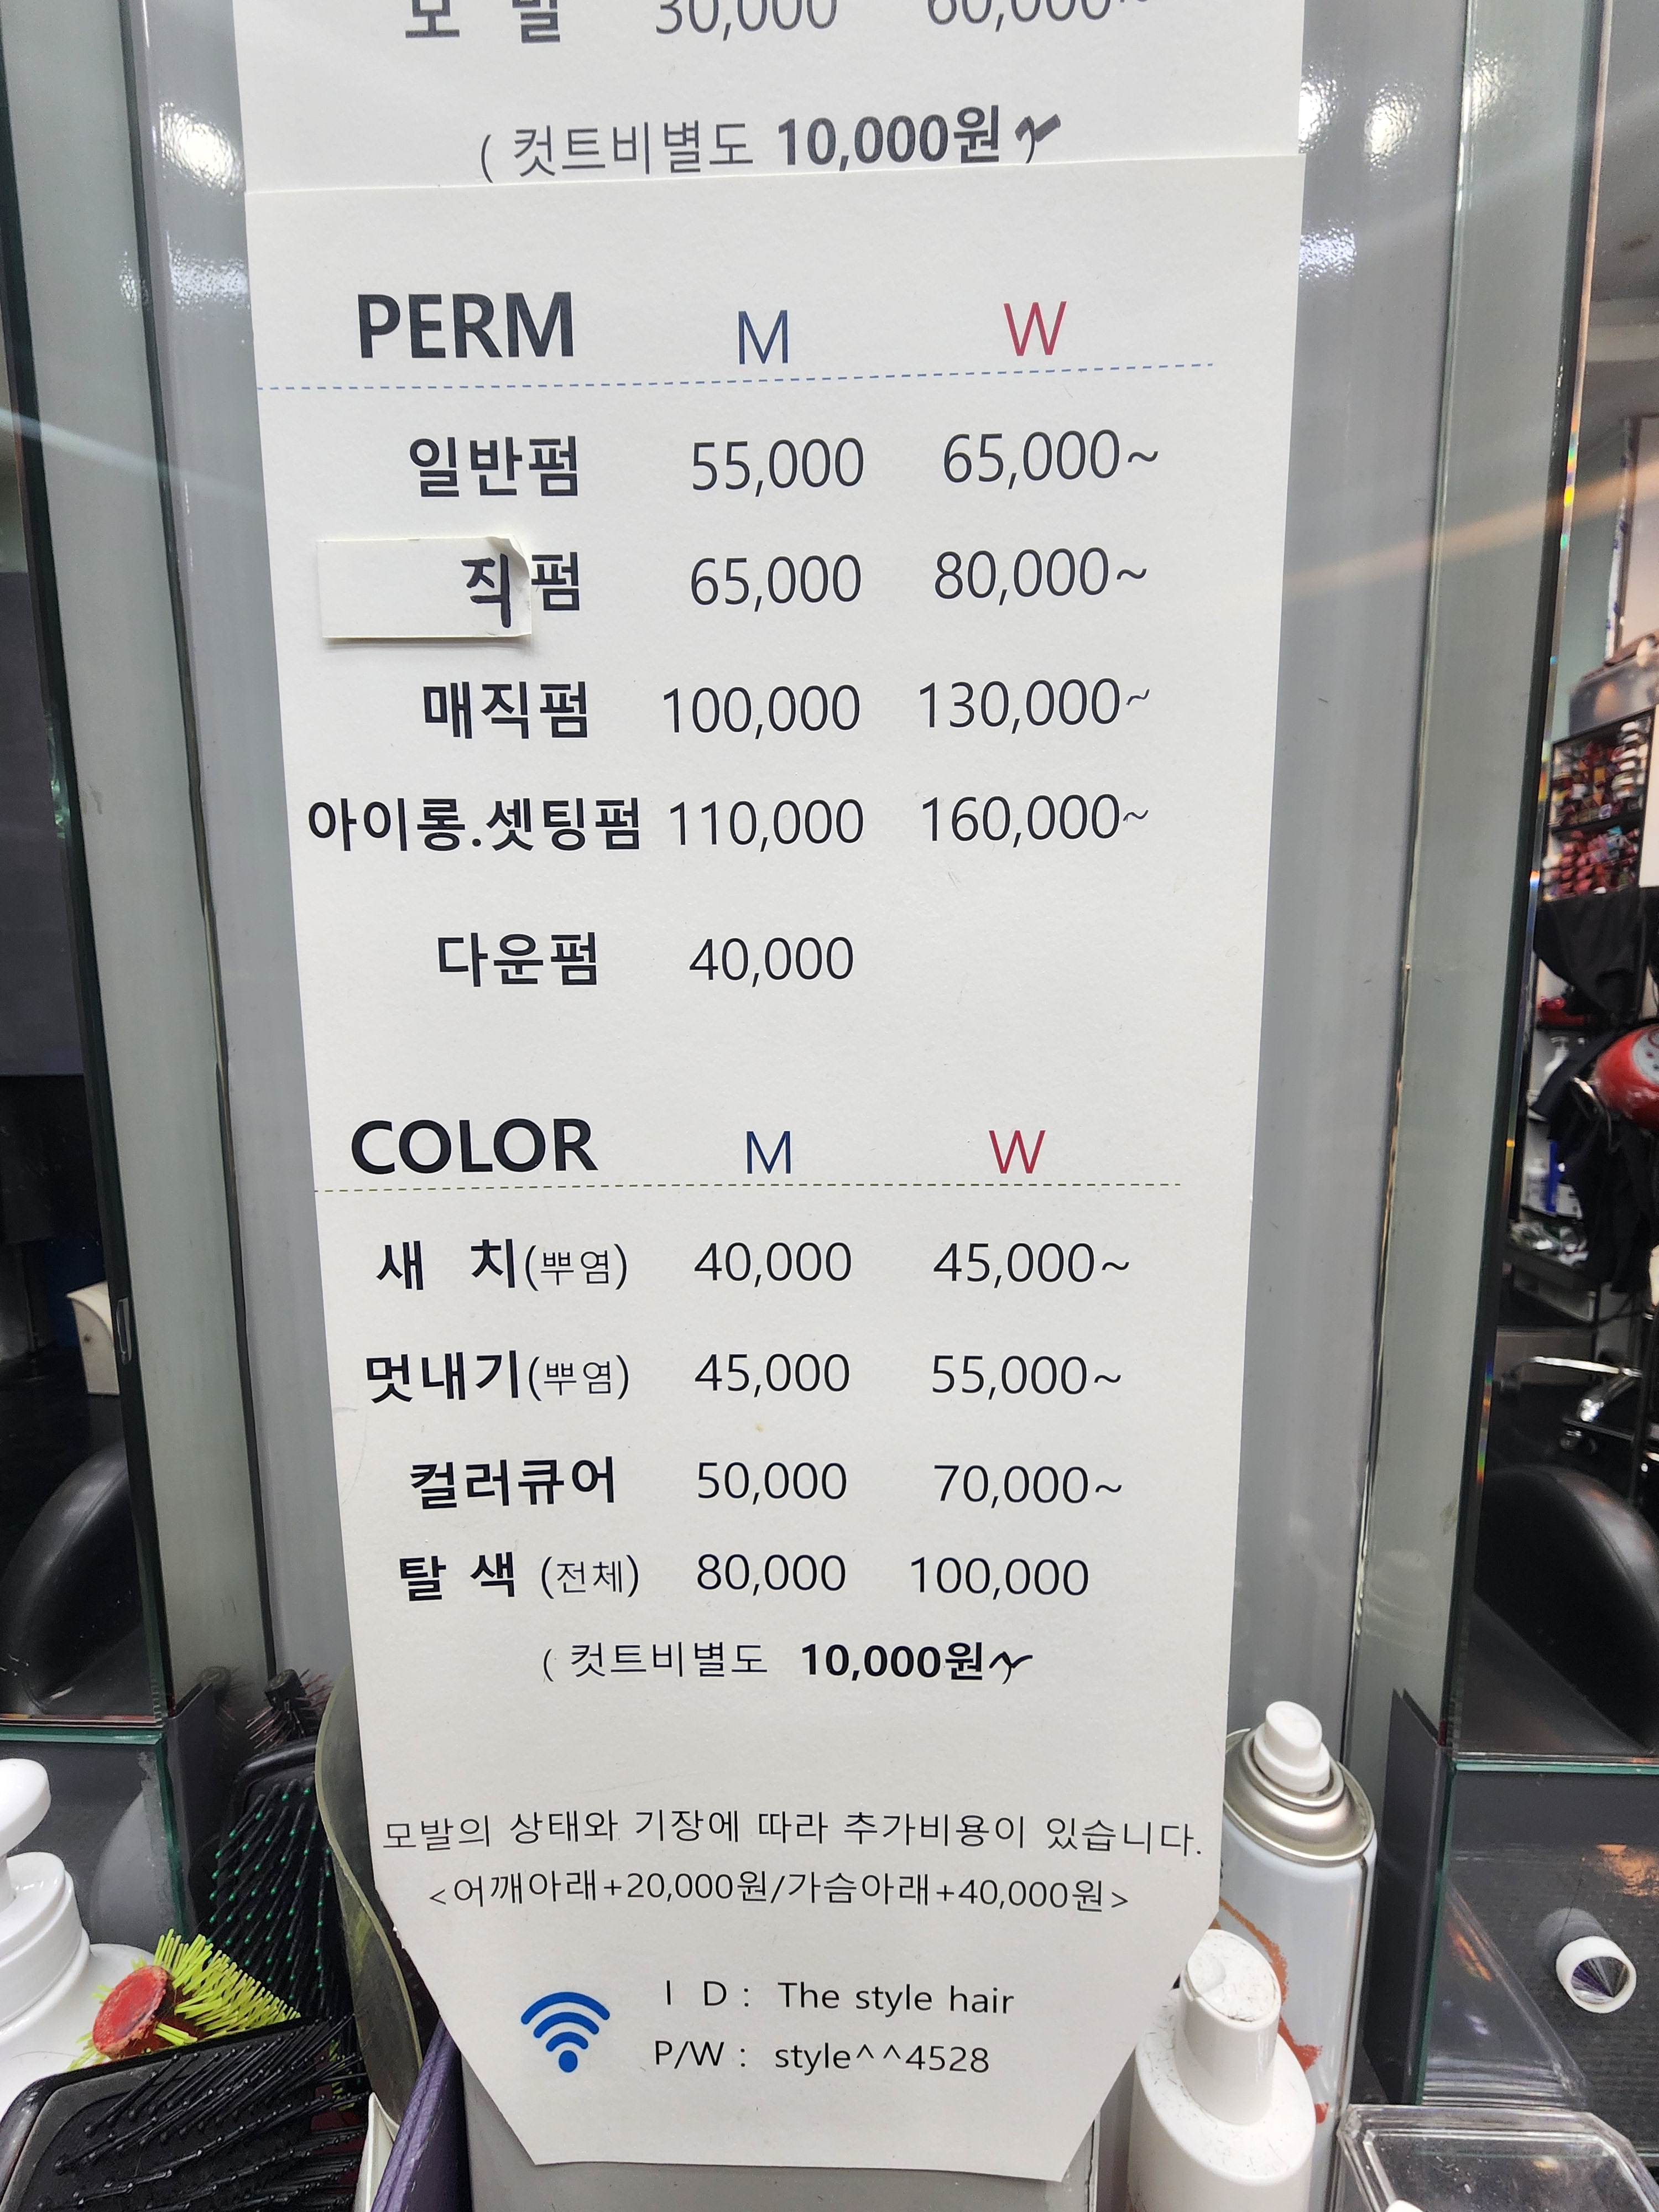 모 발 30,000 60,000~
( 컷트비별도 10,000원~
PERM M W
일반펌 55,000 65,000~
직펌 65,000 80,000~
매직펌 100,000 130,000~
아이롱.셋팅펌 110,000 160,000~
다운펌 40,000
COLOR M W
새 치(뿌염) 40,000 45,000~
멋내기(뿌염) 45,000 55,000~
컬러큐어 50,000 70,000~
탈 색 (전체) 80,000 100,000
( 컷트비별도 10,000원~
모발의 상태와 기장에 따라 추가비용이 있습니다.
<어깨아래+20,000원/가슴아래+40,000원>
I D : The style hair
P/W : style^^4528